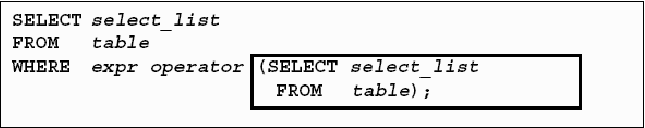 SELECT select_list
FROM table
WHERE expr operator (SELECT select_list
FROM table);